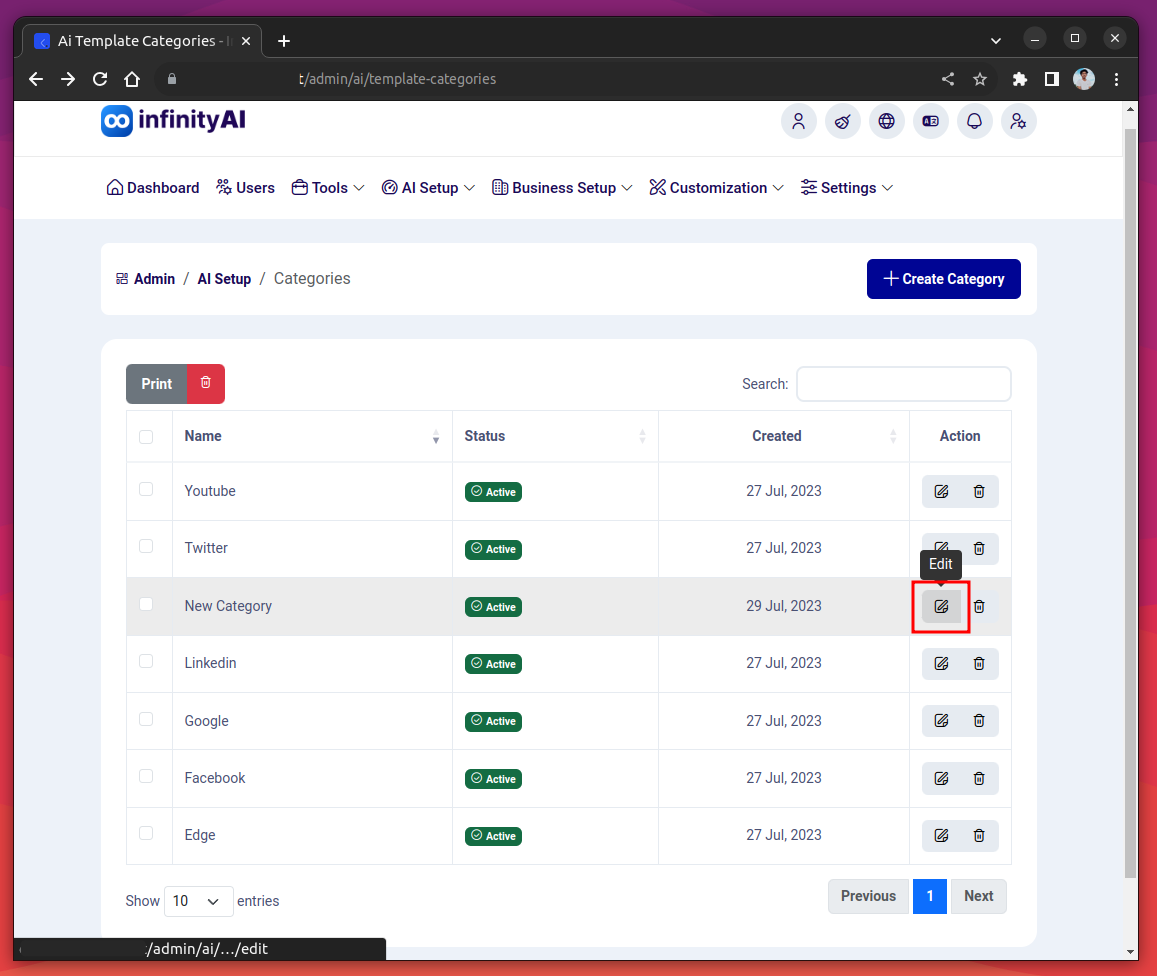 Ai Template Categories - I
t/admin/ai/template-categories
infinityAI
Dashboard Users Tools AI Setup Business Setup Customization Settings
Admin / AI Setup / Categories
+ Create Category
Print Search:
Name Status Created Action
Youtube Active 27 Jul, 2023
Twitter Active 27 Jul, 2023
Edit
New Category Active 29 Jul, 2023
Linkedin Active 27 Jul, 2023
Google Active 27 Jul, 2023
Facebook Active 27 Jul, 2023
Edge Active 27 Jul, 2023
Show 10 entries Previous 1 Next
/admin/ai/…/edit